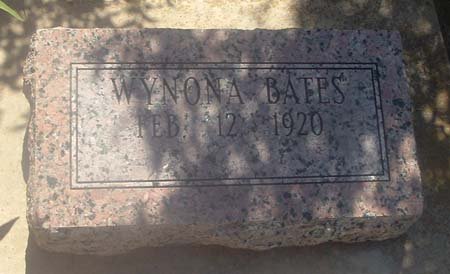 WYNONA BATES
FEB. 12 1920